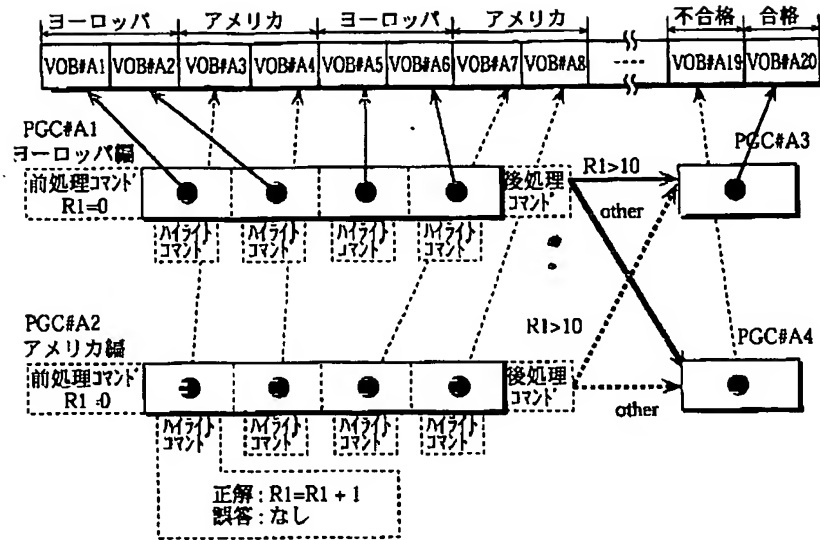 ヨーロッパ アメリカ ヨーロッパ アメリカ 不合格 合格
VOB#A1 VOB#A2 VOB#A3 VOB#A4 VOB#A5 VOB#A6 VOB#A7 VOB#A8 VOB#A19 VOB#A20
PGC#A1
ヨーロッパ編
前処理コマンド
R1=0
後処理
コマンド
R1>10
other
PGC#A3
ハイライト
コマンド
ハイライト
コマンド
ハイライト
コマンド
ハイライト
コマンド
PGC#A2
アメリカ編
前処理コマンド
R1=0
後処理
コマンド
R1>10
other
PGC#A4
ハイライト
コマンド
ハイライト
コマンド
ハイライト
コマンド
ハイライト
コマンド
正解 : R1=R1 + 1
誤答 : なし